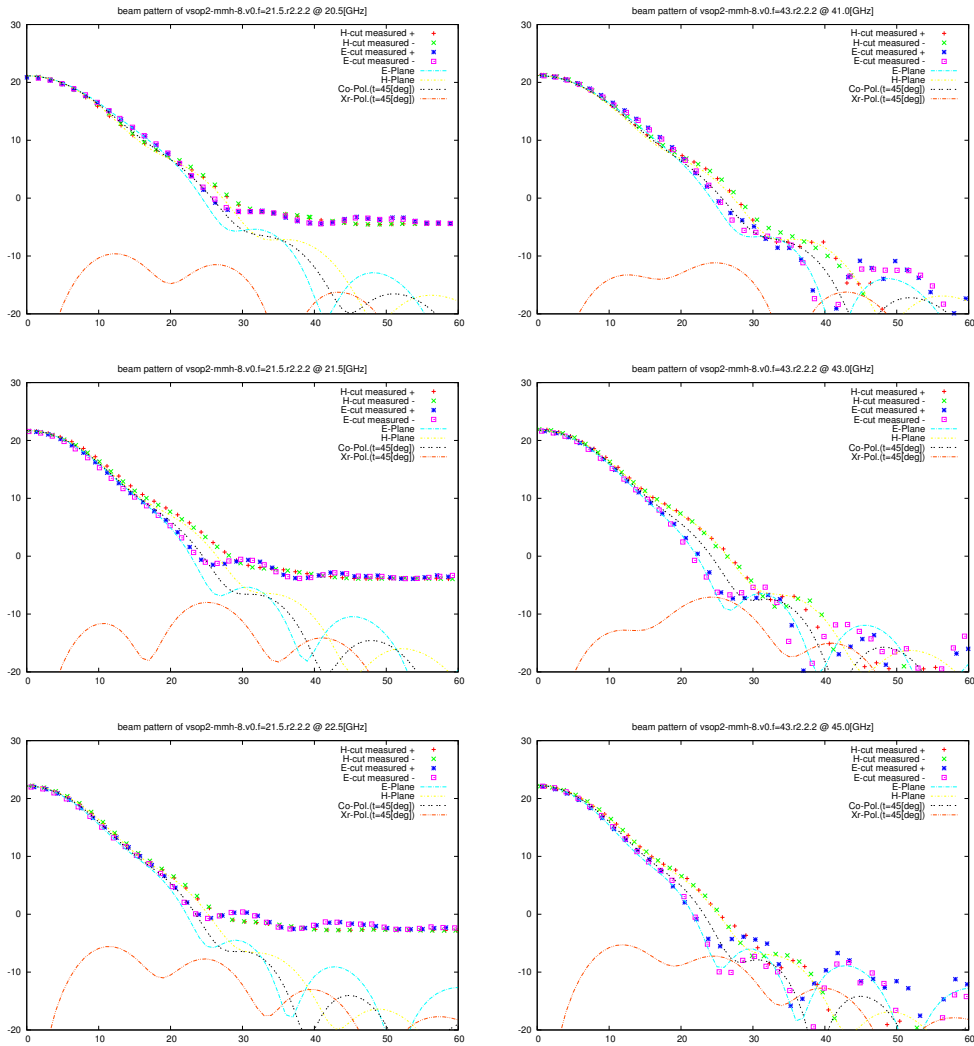 beam pattern of vsop2-mmh-8.v0.f=21.5.r2.2.2 @ 20.5[GHz]
30
20
10
0
-10
-20
0 10 20 30 40 50 60
H-cut measured +
H-cut measured -
E-cut measured +
E-cut measured -
E-Plane
H-Plane
Co-Pol.(t=45[deg])
Xr-Pol.(t=45[deg])
beam pattern of vsop2-mmh-8.v0.f=43.r2.2.2 @ 41.0[GHz]
30
20
10
0
-10
-20
0 10 20 30 40 50 60
H-cut measured +
H-cut measured -
E-cut measured +
E-cut measured -
E-Plane
H-Plane
Co-Pol.(t=45[deg])
Xr-Pol.(t=45[deg])
beam pattern of vsop2-mmh-8.v0.f=21.5.r2.2.2 @ 21.5[GHz]
30
20
10
0
-10
-20
0 10 20 30 40 50 60
H-cut measured +
H-cut measured -
E-cut measured +
E-cut measured -
E-Plane
H-Plane
Co-Pol.(t=45[deg])
Xr-Pol.(t=45[deg])
beam pattern of vsop2-mmh-8.v0.f=43.r2.2.2 @ 43.0[GHz]
30
20
10
0
-10
-20
0 10 20 30 40 50 60
H-cut measured +
H-cut measured -
E-cut measured +
E-cut measured -
E-Plane
H-Plane
Co-Pol.(t=45[deg])
Xr-Pol.(t=45[deg])
beam pattern of vsop2-mmh-8.v0.f=21.5.r2.2.2 @ 22.5[GHz]
30
20
10
0
-10
-20
0 10 20 30 40 50 60
H-cut measured +
H-cut measured -
E-cut measured +
E-cut measured -
E-Plane
H-Plane
Co-Pol.(t=45[deg])
Xr-Pol.(t=45[deg])
beam pattern of vsop2-mmh-8.v0.f=43.r2.2.2 @ 45.0[GHz]
30
20
10
0
-10
-20
0 10 20 30 40 50 60
H-cut measured +
H-cut measured -
E-cut measured +
E-cut measured -
E-Plane
H-Plane
Co-Pol.(t=45[deg])
Xr-Pol.(t=45[deg])